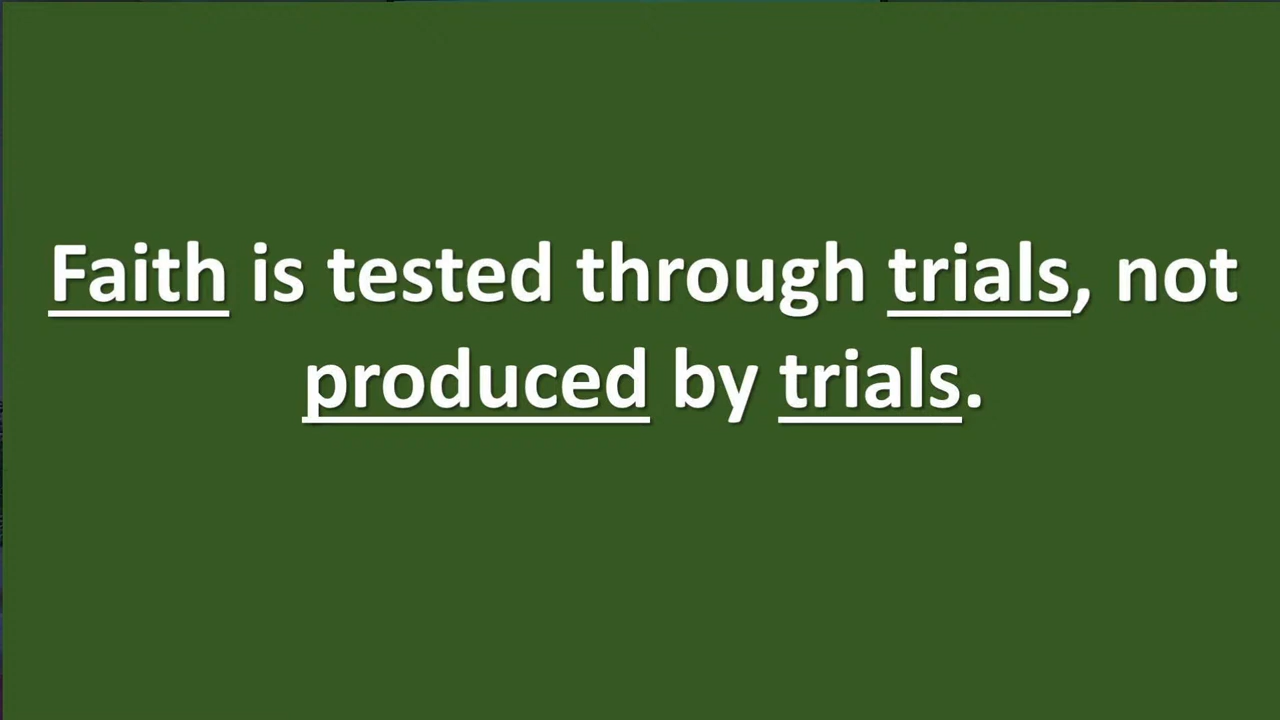 Faith is tested through trials, not
produced by trials.